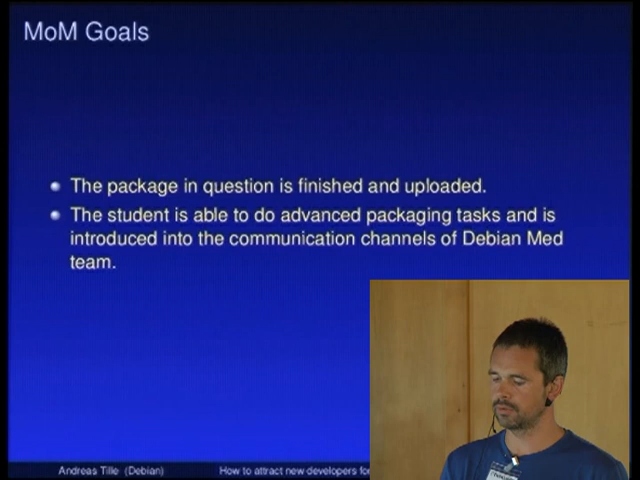 MoM Goals
The package in question is finished and uploaded.
The student is able to do advanced packaging tasks and is
introduced into the communication channels of Debian Med
team.
Andreas Tille (Debian) How to attract new developers for